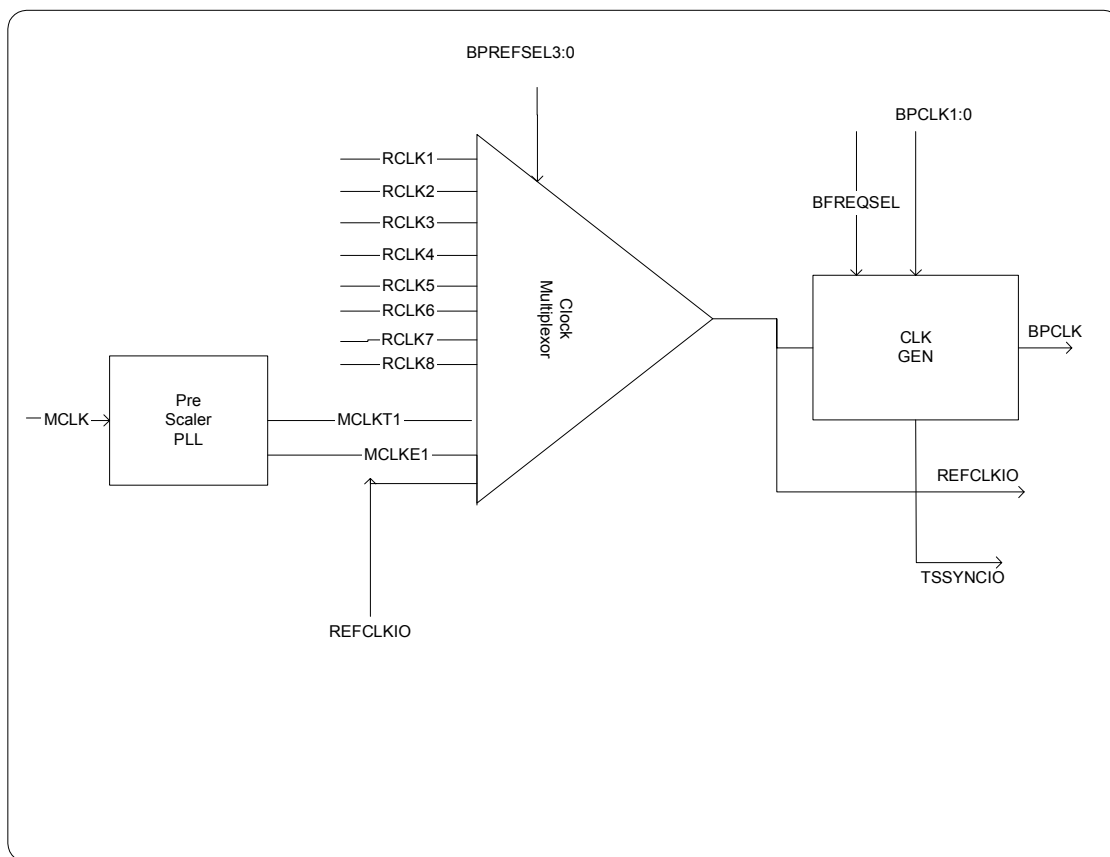 BPREFSEL3:0
BPCLK1:0
RCLK1
RCLK2
BFREQSEL
RCLK3
RCLK4
RCLK5
RCLK6
RCLK7
RCLK8
Clock
Multiplexor
CLK
GEN
BPCLK
MCLK
Pre
Scaler
PLL
MCLKT1
MCLKE1
REFCLKIO
TSSYNCIO
REFCLKIO